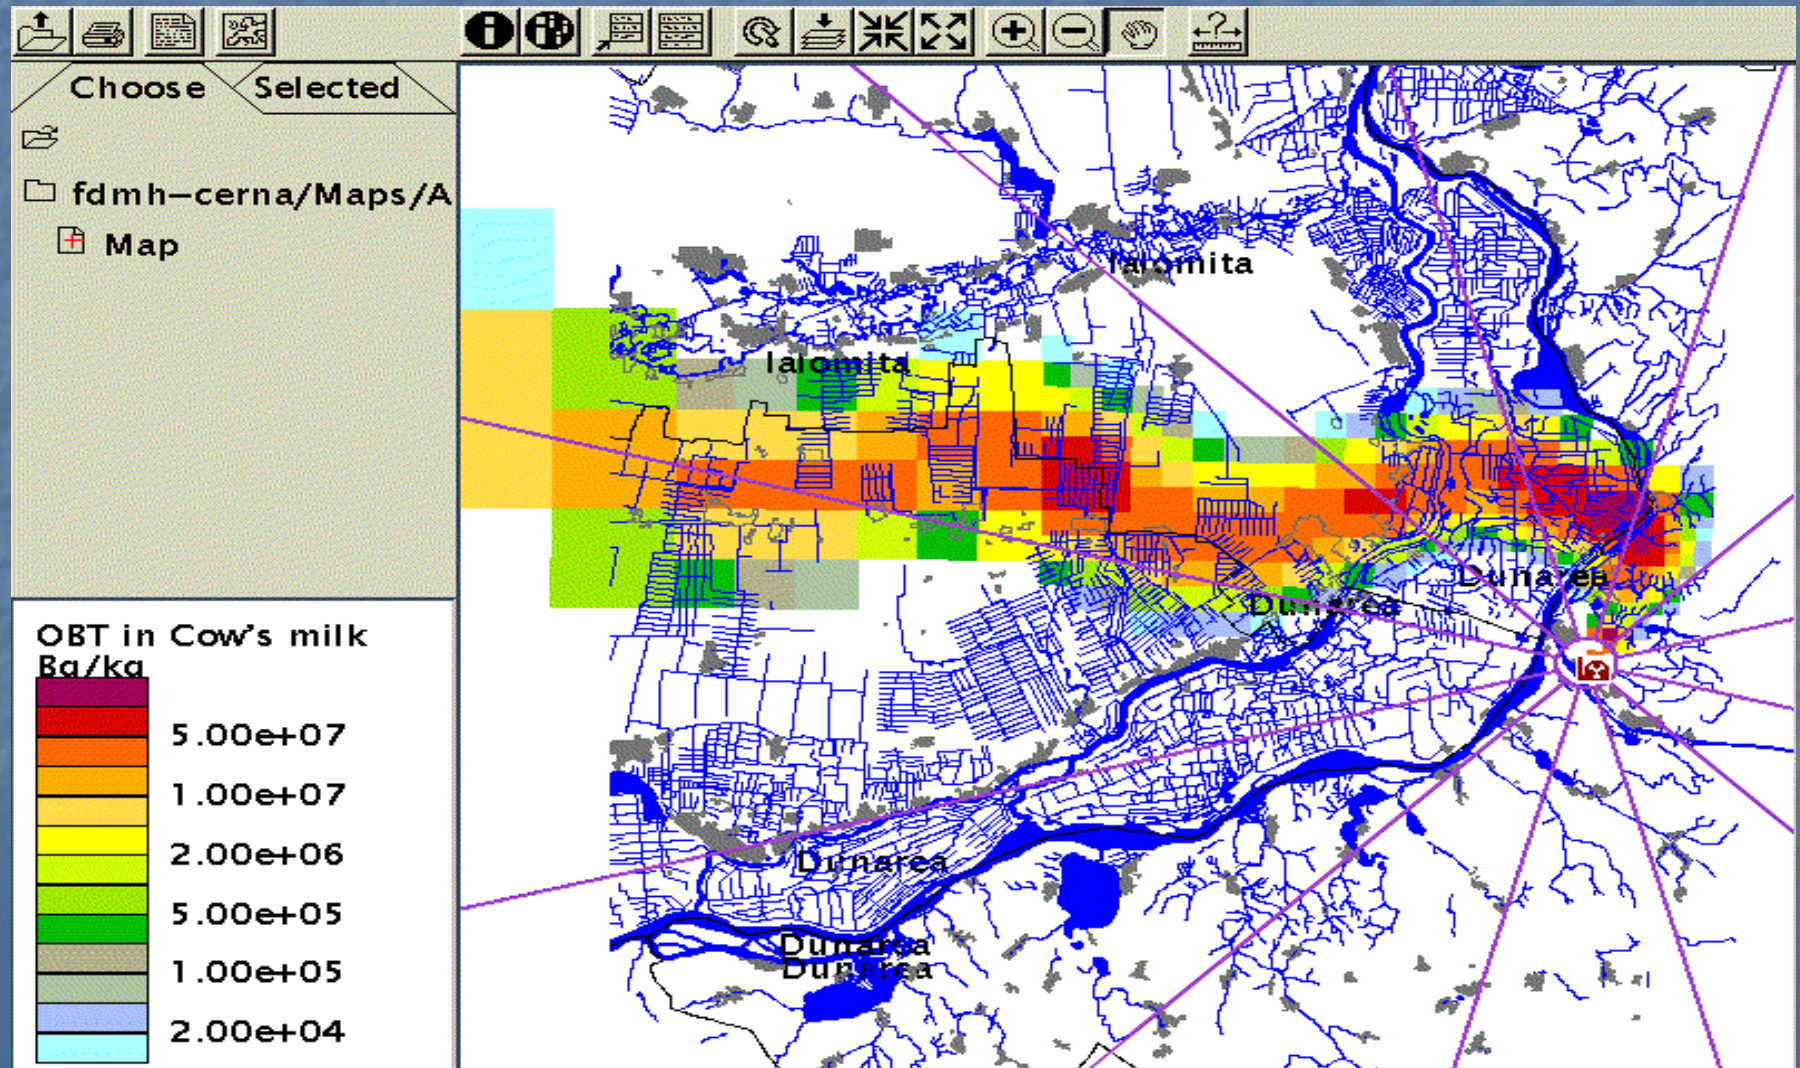 Choose
Selected
fdmh-cerna/Maps/A
Map
OBT in Cow's milk
Bq/kg
5.00e+07
1.00e+07
2.00e+06
5.00e+05
1.00e+05
2.00e+04
Ialomita
Ialomita
Dunarea
Dunarea
Dunarea
Dunarea
Dunarea